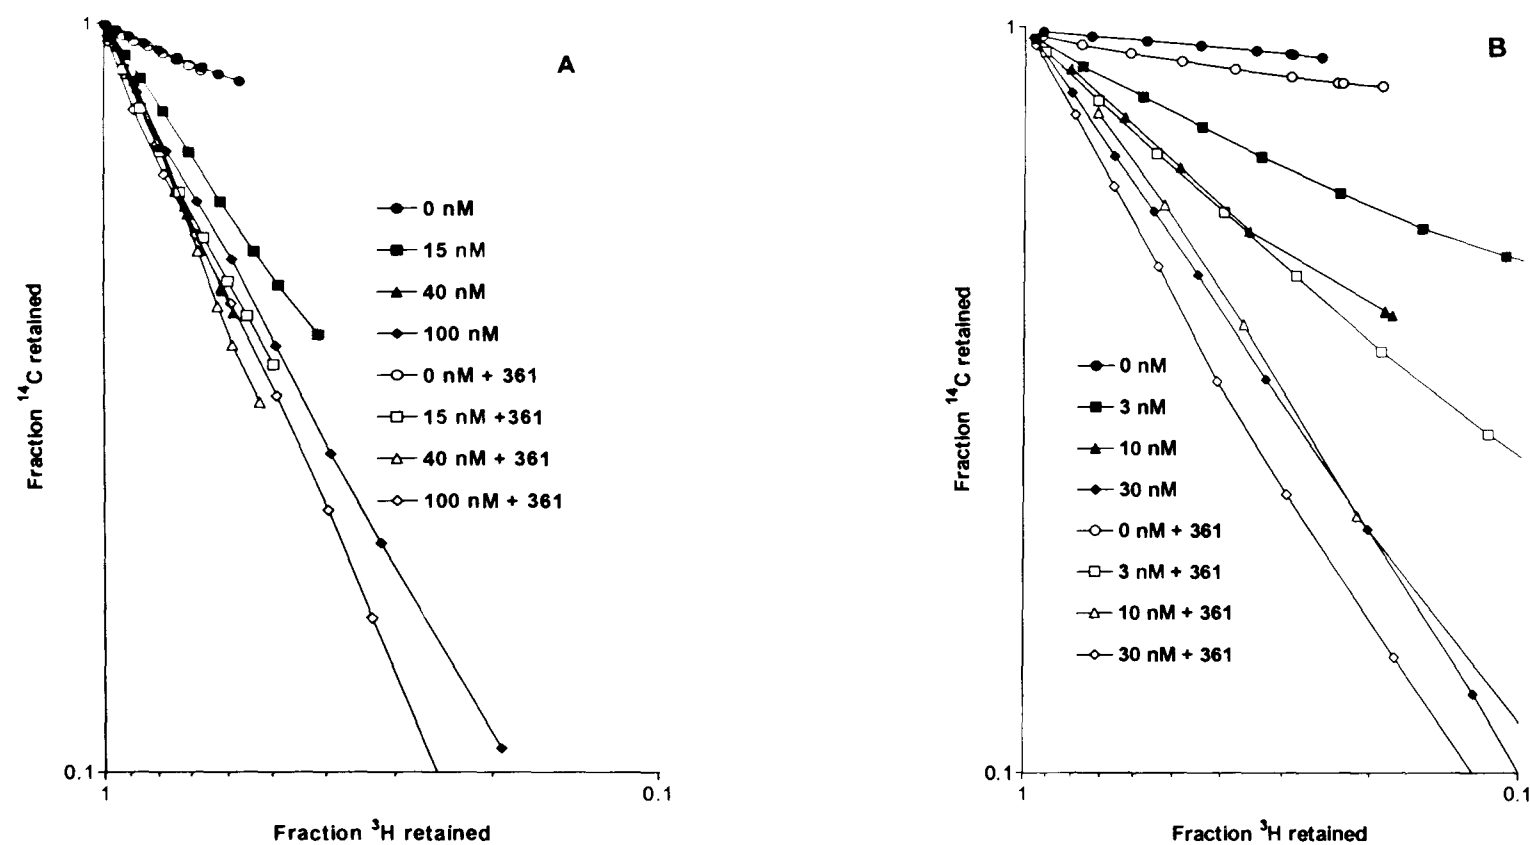 A
1
0.1
1
0.1
Fraction ¹⁴C retained
Fraction ³H retained
0 nM
15 nM
40 nM
100 nM
0 nM + 361
15 nM +361
40 nM + 361
100 nM + 361
B
1
0.1
1
0.1
Fraction ¹⁴C retained
Fraction ³H retained
0 nM
3 nM
10 nM
30 nM
0 nM + 361
3 nM + 361
10 nM + 361
30 nM + 361